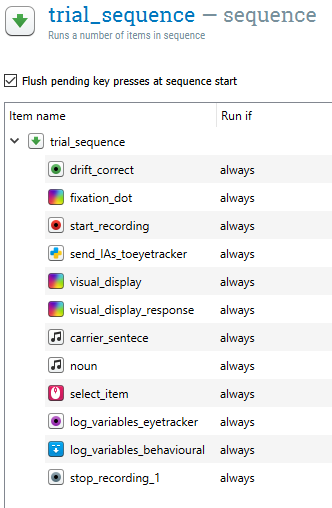 trial_sequence — sequence
Runs a number of items in sequence
Flush pending key presses at sequence start
Item name Run if
trial_sequence
drift_correct always
fixation_dot always
start_recording always
send_IAs_toeyetracker always
visual_display always
visual_display_response always
carrier_sentece always
noun always
select_item always
log_variables_eyetracker always
log_variables_behavioural always
stop_recording_1 always